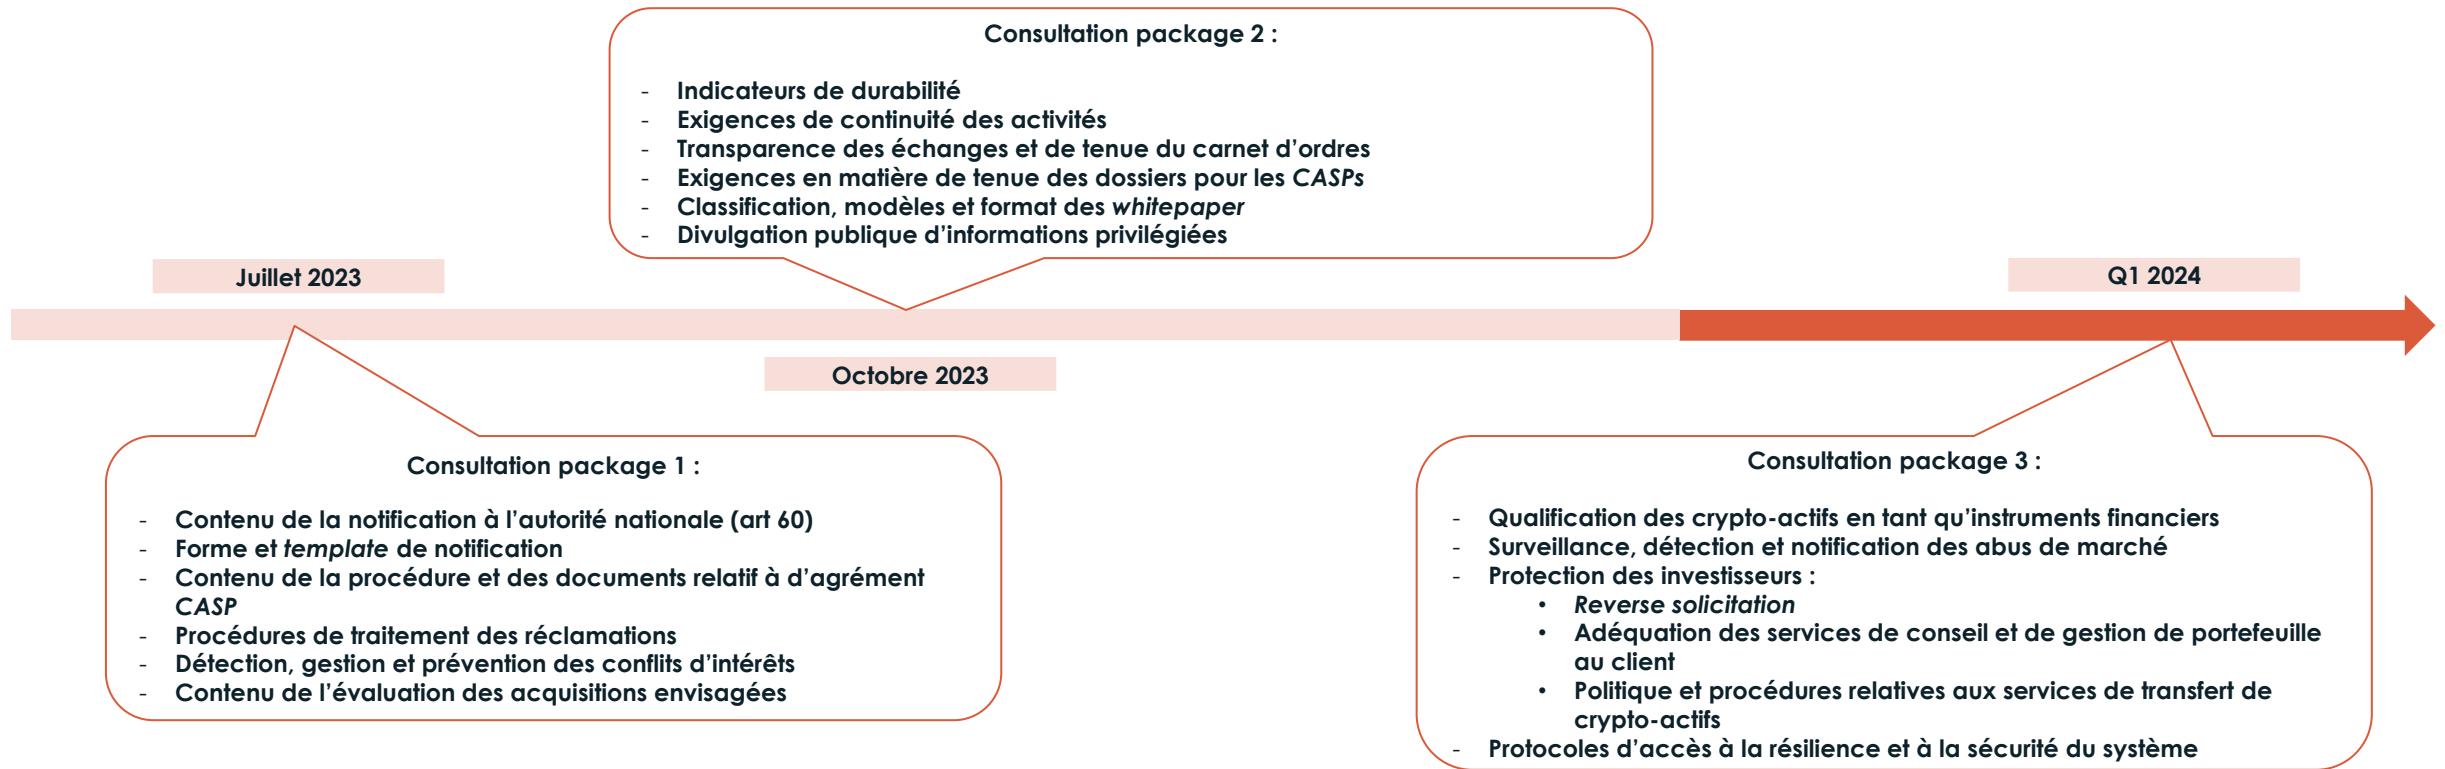 Consultation package 2 :
- Indicateurs de durabilité
- Exigences de continuité des activités
- Transparence des échanges et de tenue du carnet d’ordres
- Exigences en matière de tenue des dossiers pour les CASPs
- Classification, modèles et format des whitepaper
- Divulgation publique d’informations privilégiées
Juillet 2023
Q1 2024
Octobre 2023
Consultation package 1 :
- Contenu de la notification à l’autorité nationale (art 60)
- Forme et template de notification
- Contenu de la procédure et des documents relatif à d’agrément
CASP
- Procédures de traitement des réclamations
- Détection, gestion et prévention des conflits d’intérêts
- Contenu de l’évaluation des acquisitions envisagées
Consultation package 3 :
- Qualification des crypto-actifs en tant qu’instruments financiers
- Surveillance, détection et notification des abus de marché
- Protection des investisseurs :
• Reverse solicitation
• Adéquation des services de conseil et de gestion de portefeuille
au client
• Politique et procédures relatives aux services de transfert de
crypto-actifs
- Protocoles d’accès à la résilience et à la sécurité du système